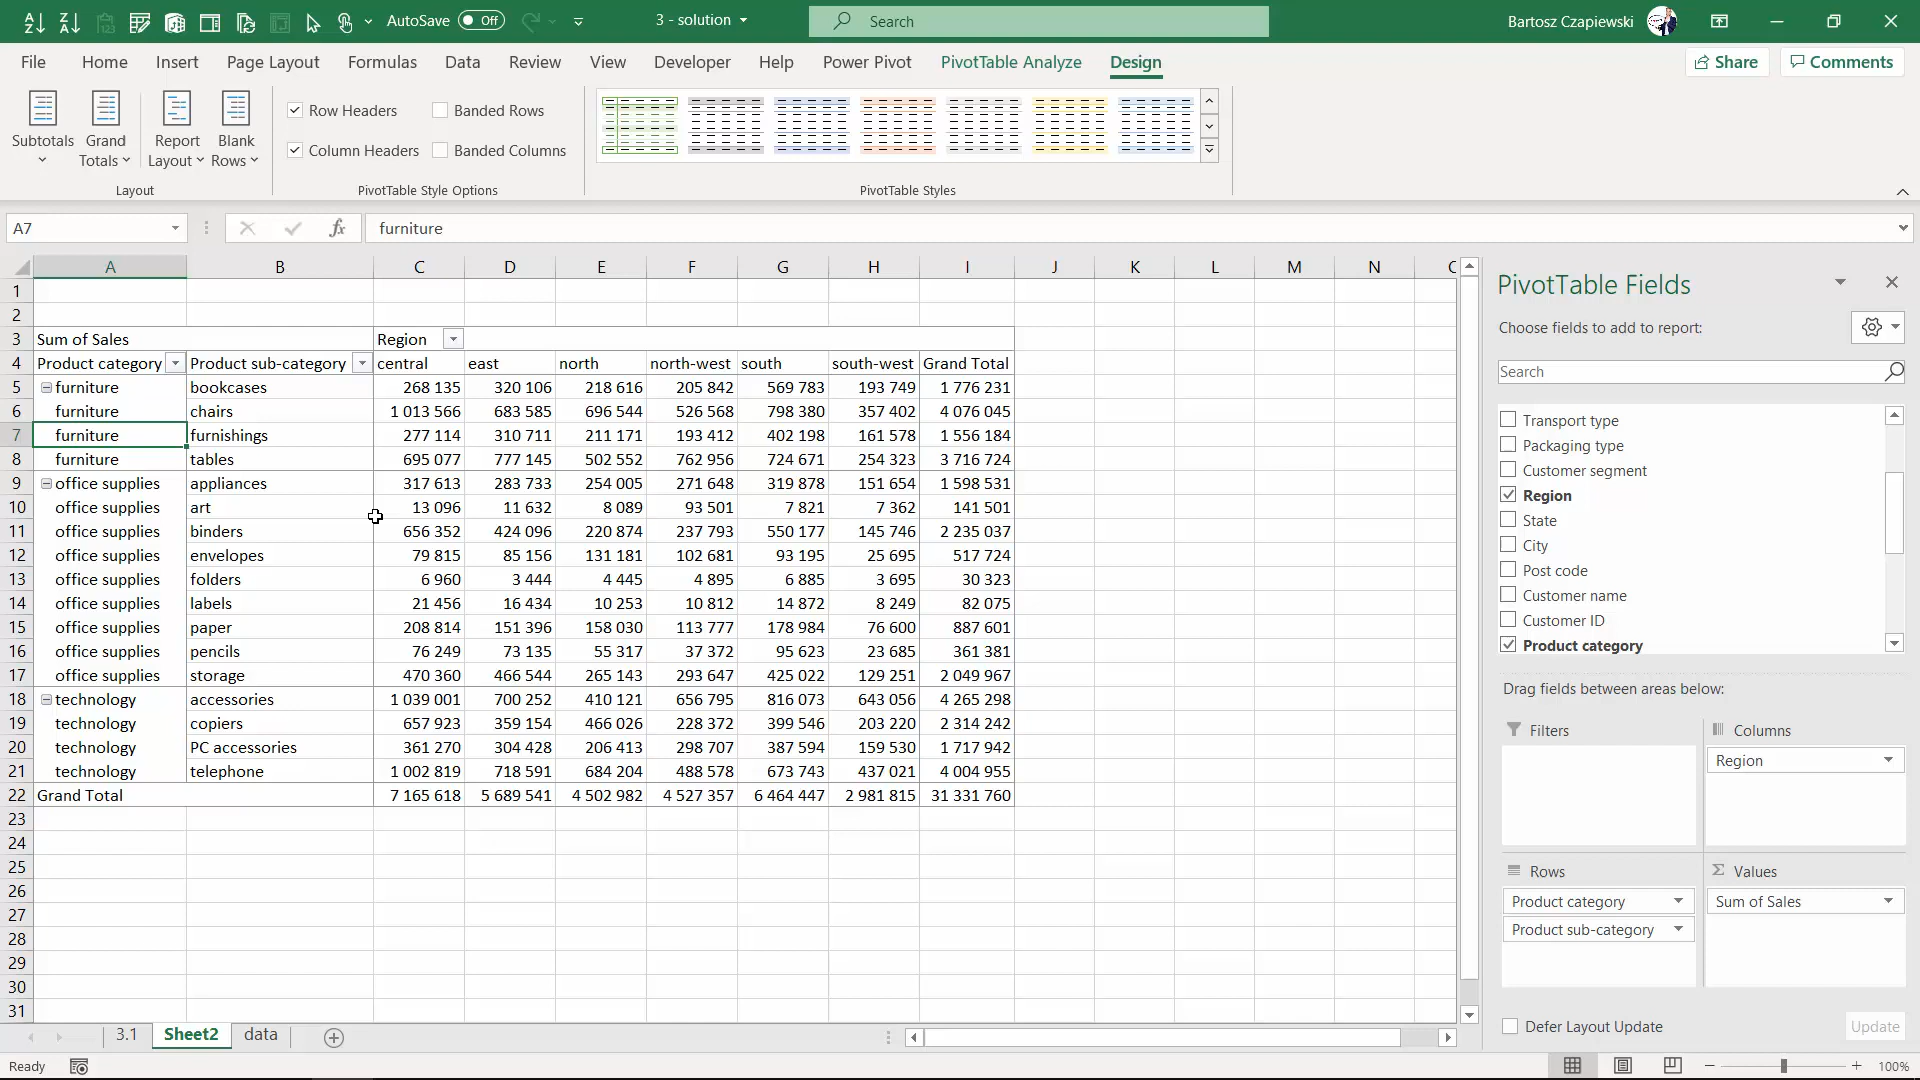 AutoSave Off 3 - solution Search Bartosz Czapiewski
File Home Insert Page Layout Formulas Data Review View Developer Help Power Pivot PivotTable Analyze Design Share Comments
Subtotals Grand Totals Report Layout Blank Rows
Row Headers Banded Rows
Column Headers Banded Columns
Layout PivotTable Style Options PivotTable Styles
A7 fx furniture
A B C D E F G H I J K L M N
1
2
3 Sum of Sales Region
4 Product category Product sub-category central east north north-west south south-west Grand Total
5 furniture bookcases 268 135 320 106 218 616 205 842 569 783 193 749 1 776 231
6 furniture chairs 1 013 566 683 585 696 544 526 568 798 380 357 402 4 076 045
7 furniture furnishings 277 114 310 711 211 171 193 412 402 198 161 578 1 556 184
8 furniture tables 695 077 777 145 502 552 762 956 724 671 254 323 3 716 724
9 office supplies appliances 317 613 283 733 254 005 271 648 319 878 151 654 1 598 531
10 office supplies art 13 096 11 632 8 089 93 501 7 821 7 362 141 501
11 office supplies binders 656 352 424 096 220 874 237 793 550 177 145 746 2 235 037
12 office supplies envelopes 79 815 85 156 131 181 102 681 93 195 25 695 517 724
13 office supplies folders 6 960 3 444 4 445 4 895 6 885 3 695 30 323
14 office supplies labels 21 456 16 434 10 253 10 812 14 872 8 249 82 075
15 office supplies paper 208 814 151 396 158 030 113 777 178 984 76 600 887 601
16 office supplies pencils 76 249 73 135 55 317 37 372 95 623 23 685 361 381
17 office supplies storage 470 360 466 544 265 143 293 647 425 022 129 251 2 049 967
18 technology accessories 1 039 001 700 252 410 121 656 795 816 073 643 056 4 265 298
19 technology copiers 657 923 359 154 466 026 228 372 399 546 203 220 2 314 242
20 technology PC accessories 361 270 304 428 206 413 298 707 387 594 159 530 1 717 942
21 technology telephone 1 002 819 718 591 684 204 488 578 673 743 437 021 4 004 955
22 Grand Total 7 165 618 5 689 541 4 502 982 4 527 357 6 464 447 2 981 815 31 331 760
23
24
25
26
27
28
29
30
31
PivotTable Fields
Choose fields to add to report:
Search
Transport type
Packaging type
Customer segment
Region
State
City
Post code
Customer name
Customer ID
Product category
Drag fields between areas below:
Filters Columns
Region
Rows Values
Product category Sum of Sales
Product sub-category
Defer Layout Update Update
3.1 Sheet2 data
Ready 100%